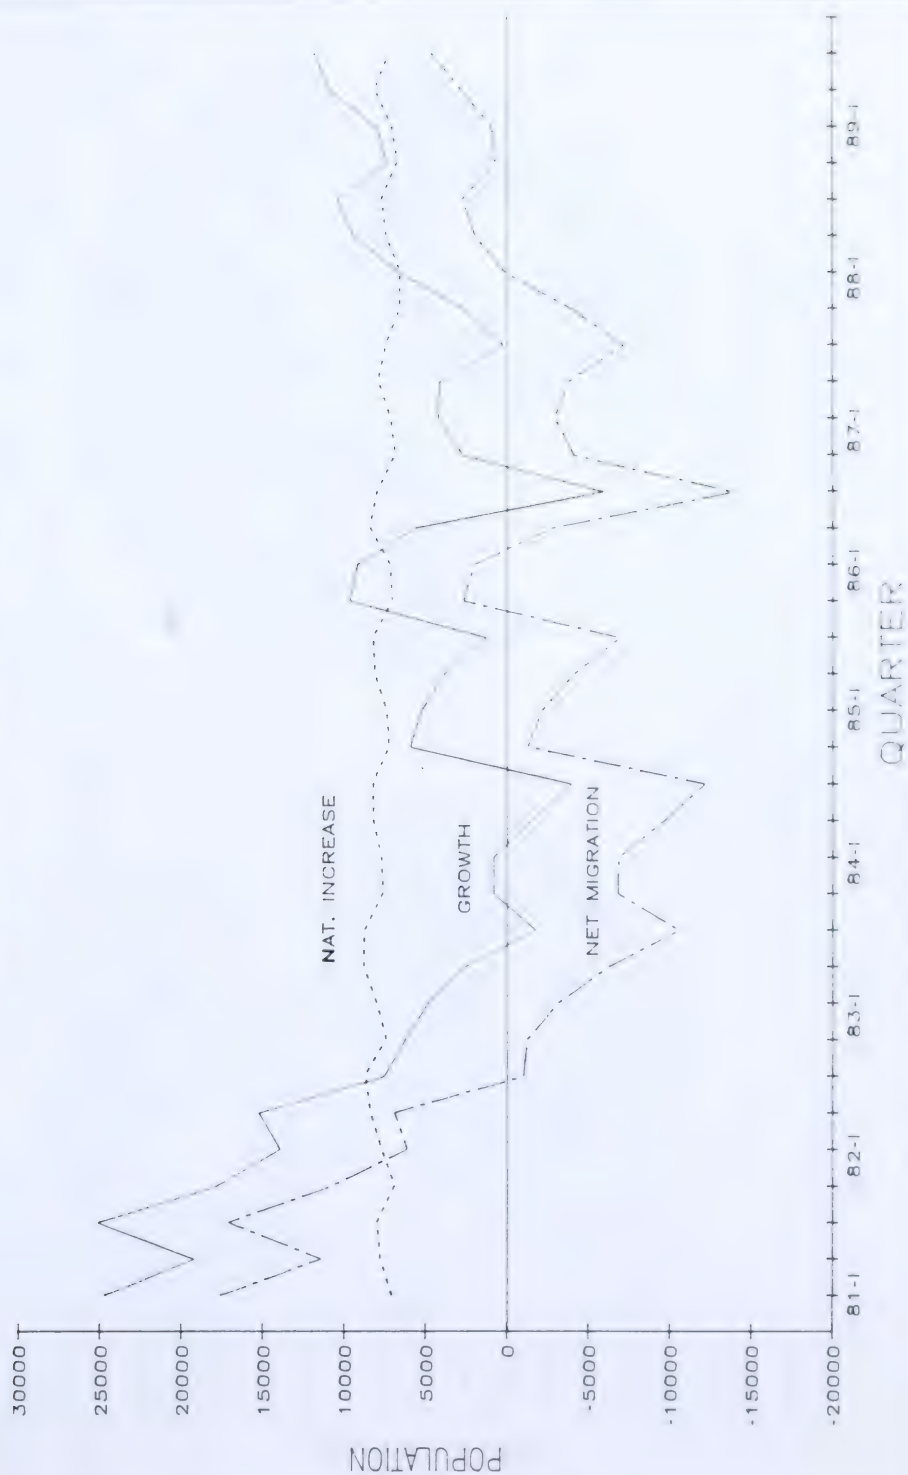 POPULATION
30000
25000
20000
15000
10000
5000
0
-5000
-10000
-15000
-20000
NAT. INCREASE
GROWTH
NET MIGRATION
81-I
82-I
83-I
84-I
85-I
86-I
87-I
88-I
89-I
QUARTER